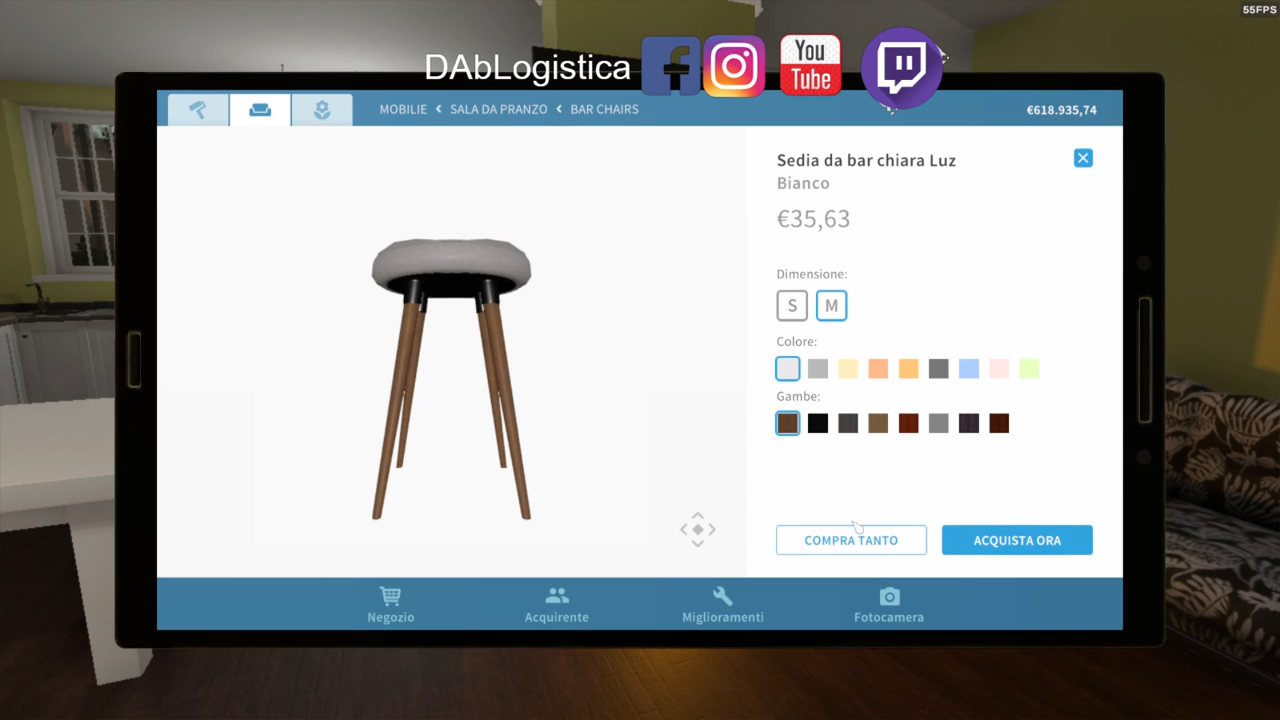 55FPS
DAbLogistica
You
Tube
MOBILIE < SALA DA PRANZO < BAR CHAIRS
€618.935,74
Sedia da bar chiara Luz
Bianco
€35,63
Dimensione:
S M
Colore:
Gambe:
COMPRA TANTO
ACQUISTA ORA
Negozio
Acquirente
Miglioramenti
Fotocamera